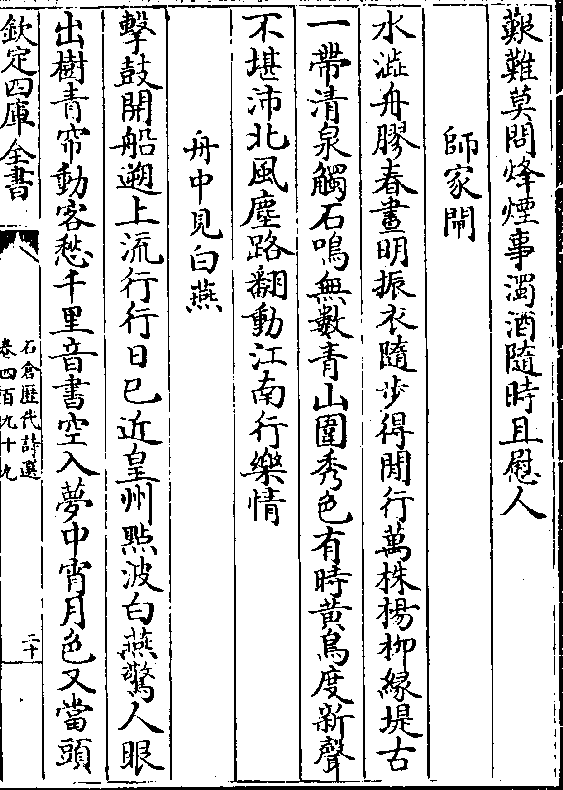 艱難莫問烽煙事濁酒隨時且慰人
師家閘
水澁舟膠春晝明振衣隨步得閒行萬株楊柳緣堤古
一帶清泉觸石鳴無數青山圍秀色有時黃鳥度新聲
不堪沛北風塵路翻動江南行樂情
舟中見白燕
擊鼓開船遡上流行行日已近皇州點波白燕驚人眼
出樹青帘動客愁千里音書空入夢中宵月色又當頭
欽定四庫全書
石倉歷代詩選
卷四百九十九
二十